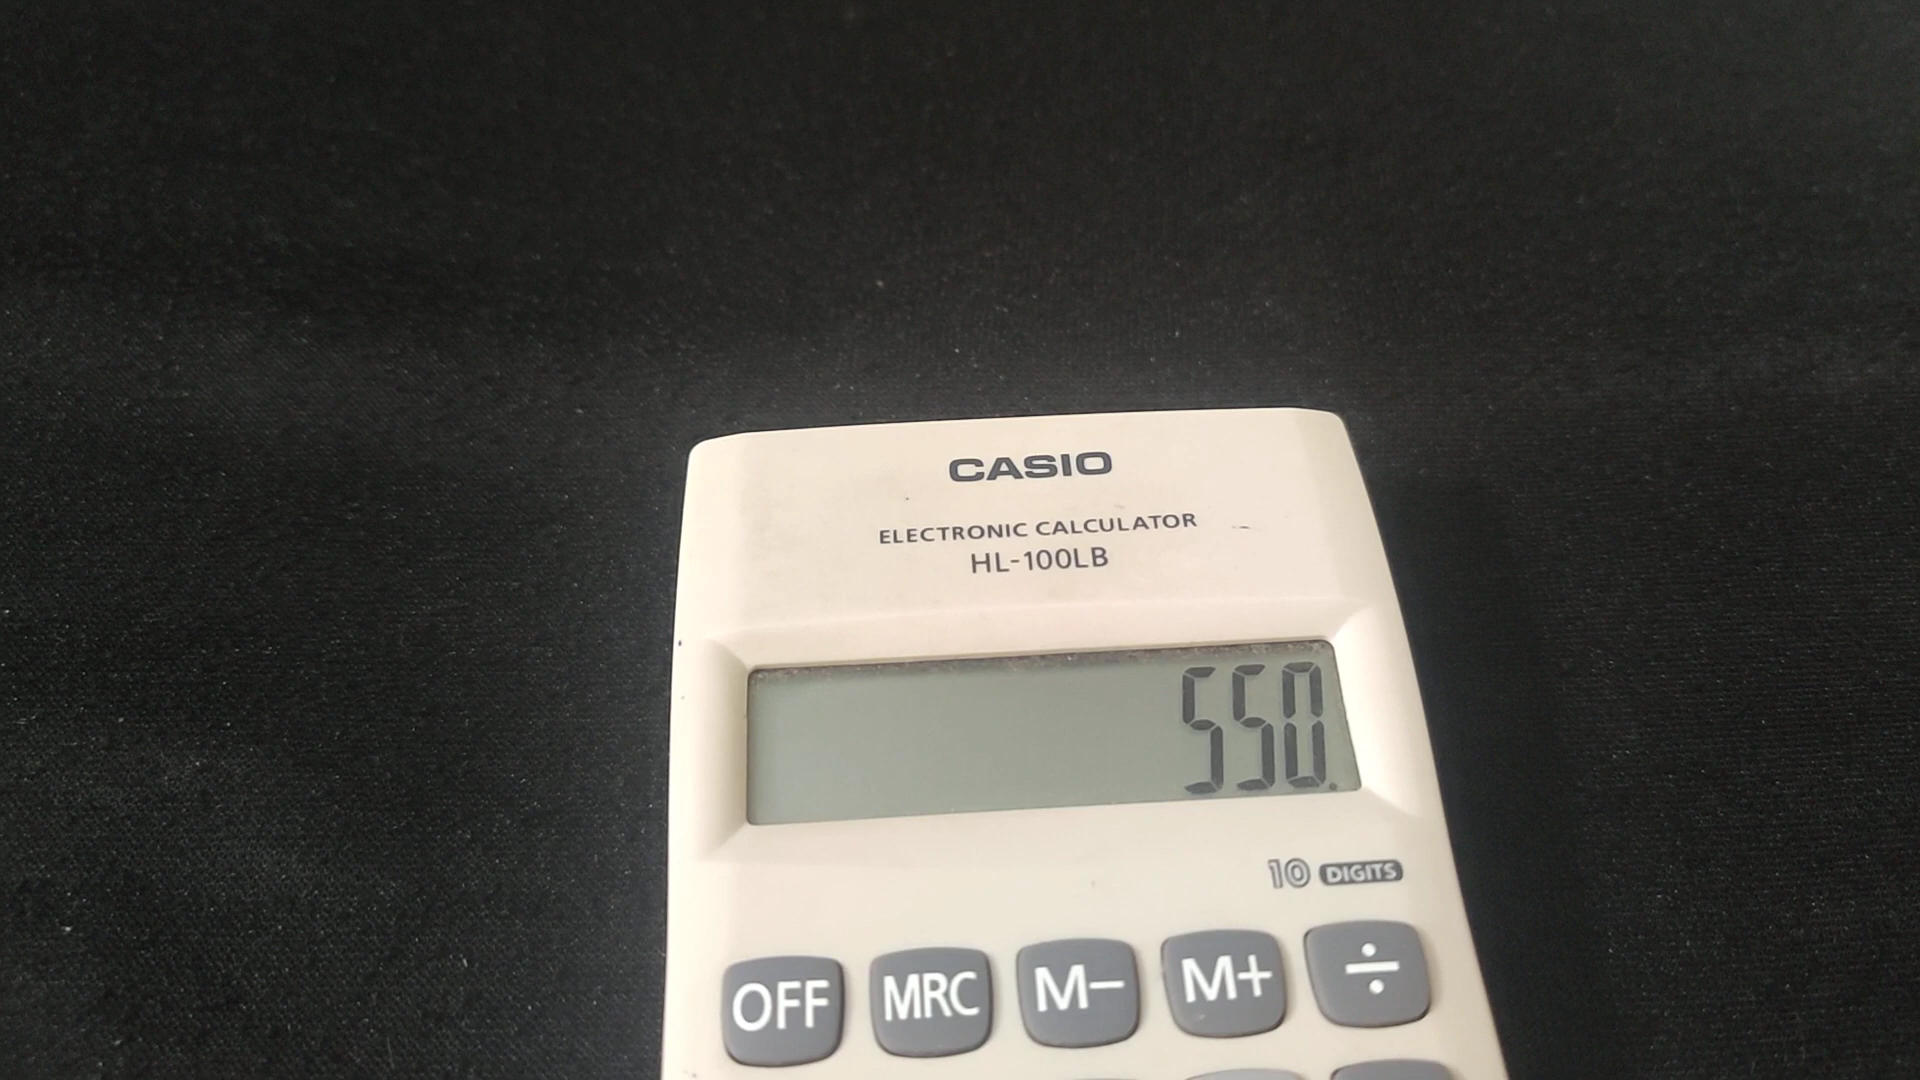 CASIO
ELECTRONIC CALCULATOR
HL-100LB
550.
10 DIGITS
OFF MRC M− M+ ÷